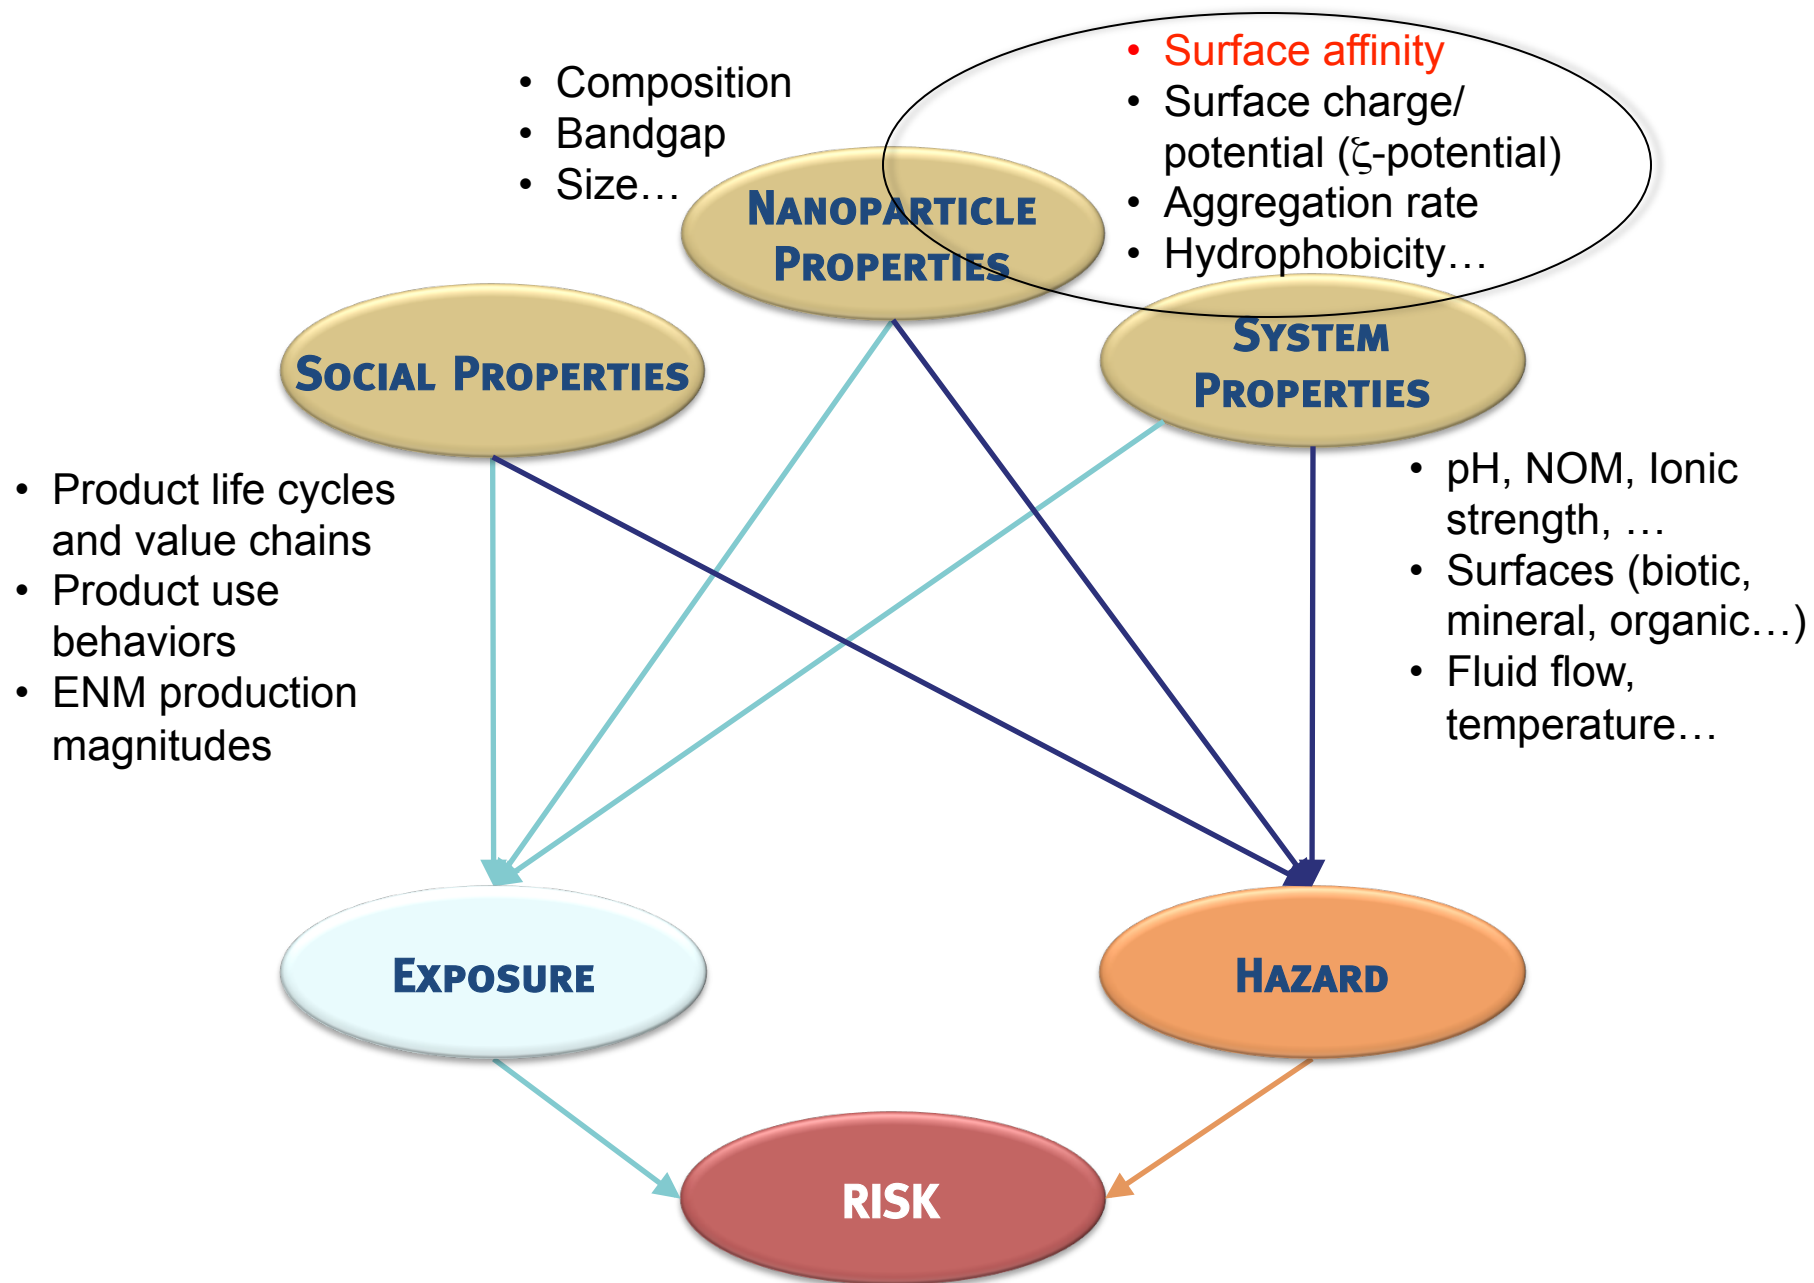 • Composition
• Bandgap
• Size…
• Surface affinity
• Surface charge/
potential (ζ-potential)
• Aggregation rate
• Hydrophobicity…
NANOPARTICLE
PROPERTIES
SOCIAL PROPERTIES
SYSTEM
PROPERTIES
• Product life cycles
and value chains
• Product use
behaviors
• ENM production
magnitudes
• pH, NOM, Ionic
strength, …
• Surfaces (biotic,
mineral, organic…)
• Fluid flow,
temperature…
EXPOSURE
HAZARD
RISK